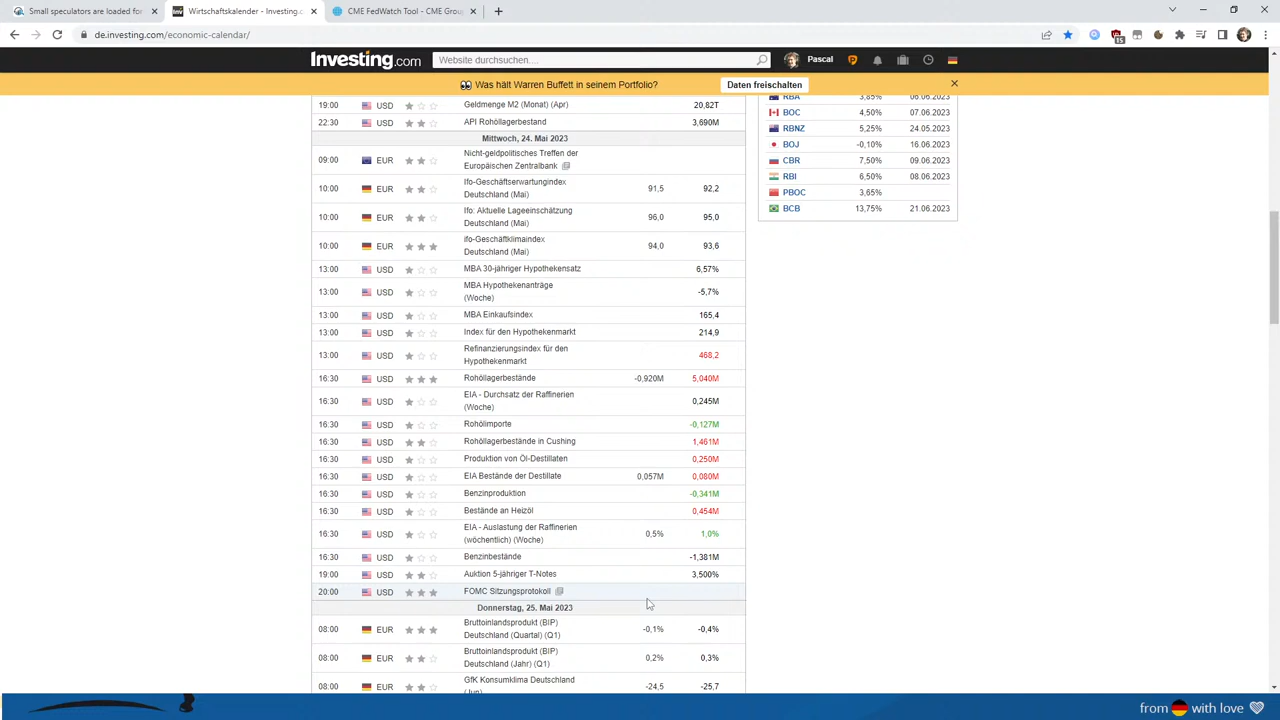 Small speculators are loaded for
Wirtschaftskalender - Investing.c
CME FedWatch Tool - CME Group
de.investing.com/economic-calendar/
15
Investing.com
Website durchsuchen...
Pascal
Was hält Warren Buffett in seinem Portfolio?
Daten freischalten
19:00 USD Geldmenge M2 (Monat) (Apr) 20,82T
22:30 USD API Rohöllagerbestand 3,690M
Mittwoch, 24. Mai 2023
09:00 EUR Nicht-geldpolitisches Treffen der
Europäischen Zentralbank
10:00 EUR Ifo-Geschäftserwartungindex
Deutschland (Mai) 91,5 92,2
10:00 EUR Ifo: Aktuelle Lageeinschätzung
Deutschland (Mai) 96,0 95,0
10:00 EUR ifo-Geschäftklimaindex
Deutschland (Mai) 94,0 93,6
13:00 USD MBA 30-jähriger Hypothekensatz 6,57%
13:00 USD MBA Hypothekenanträge
(Woche) -5,7%
13:00 USD MBA Einkaufsindex 165,4
13:00 USD Index für den Hypothekenmarkt 214,9
13:00 USD Refinanzierungsindex für den
Hypothekenmarkt 468,2
16:30 USD Rohöllagerbestände -0,920M 5,040M
16:30 USD EIA - Durchsatz der Raffinerien
(Woche) 0,245M
16:30 USD Rohölimporte -0,127M
16:30 USD Rohöllagerbestände in Cushing 1,461M
16:30 USD Produktion von Öl-Destillaten 0,250M
16:30 USD EIA Bestände der Destillate 0,057M 0,080M
16:30 USD Benzinproduktion -0,341M
16:30 USD Bestände an Heizöl 0,454M
16:30 USD EIA - Auslastung der Raffinerien
(wöchentlich) (Woche) 0,5% 1,0%
16:30 USD Benzinbestände -1,381M
19:00 USD Auktion 5-jähriger T-Notes 3,500%
20:00 USD FOMC Sitzungsprotokoll
Donnerstag, 25. Mai 2023
08:00 EUR Bruttoinlandsprodukt (BIP)
Deutschland (Quartal) (Q1) -0,1% -0,4%
08:00 EUR Bruttoinlandsprodukt (BIP)
Deutschland (Jahr) (Q1) 0,2% 0,3%
08:00 EUR GfK Konsumklima Deutschland
(Jun) -24,5 -25,7
RBA 3,85% 06.06.2023
BOC 4,50% 07.06.2023
RBNZ 5,25% 24.05.2023
BOJ -0,10% 16.06.2023
CBR 7,50% 09.06.2023
RBI 6,50% 08.06.2023
PBOC 3,65%
BCB 13,75% 21.06.2023
from with love